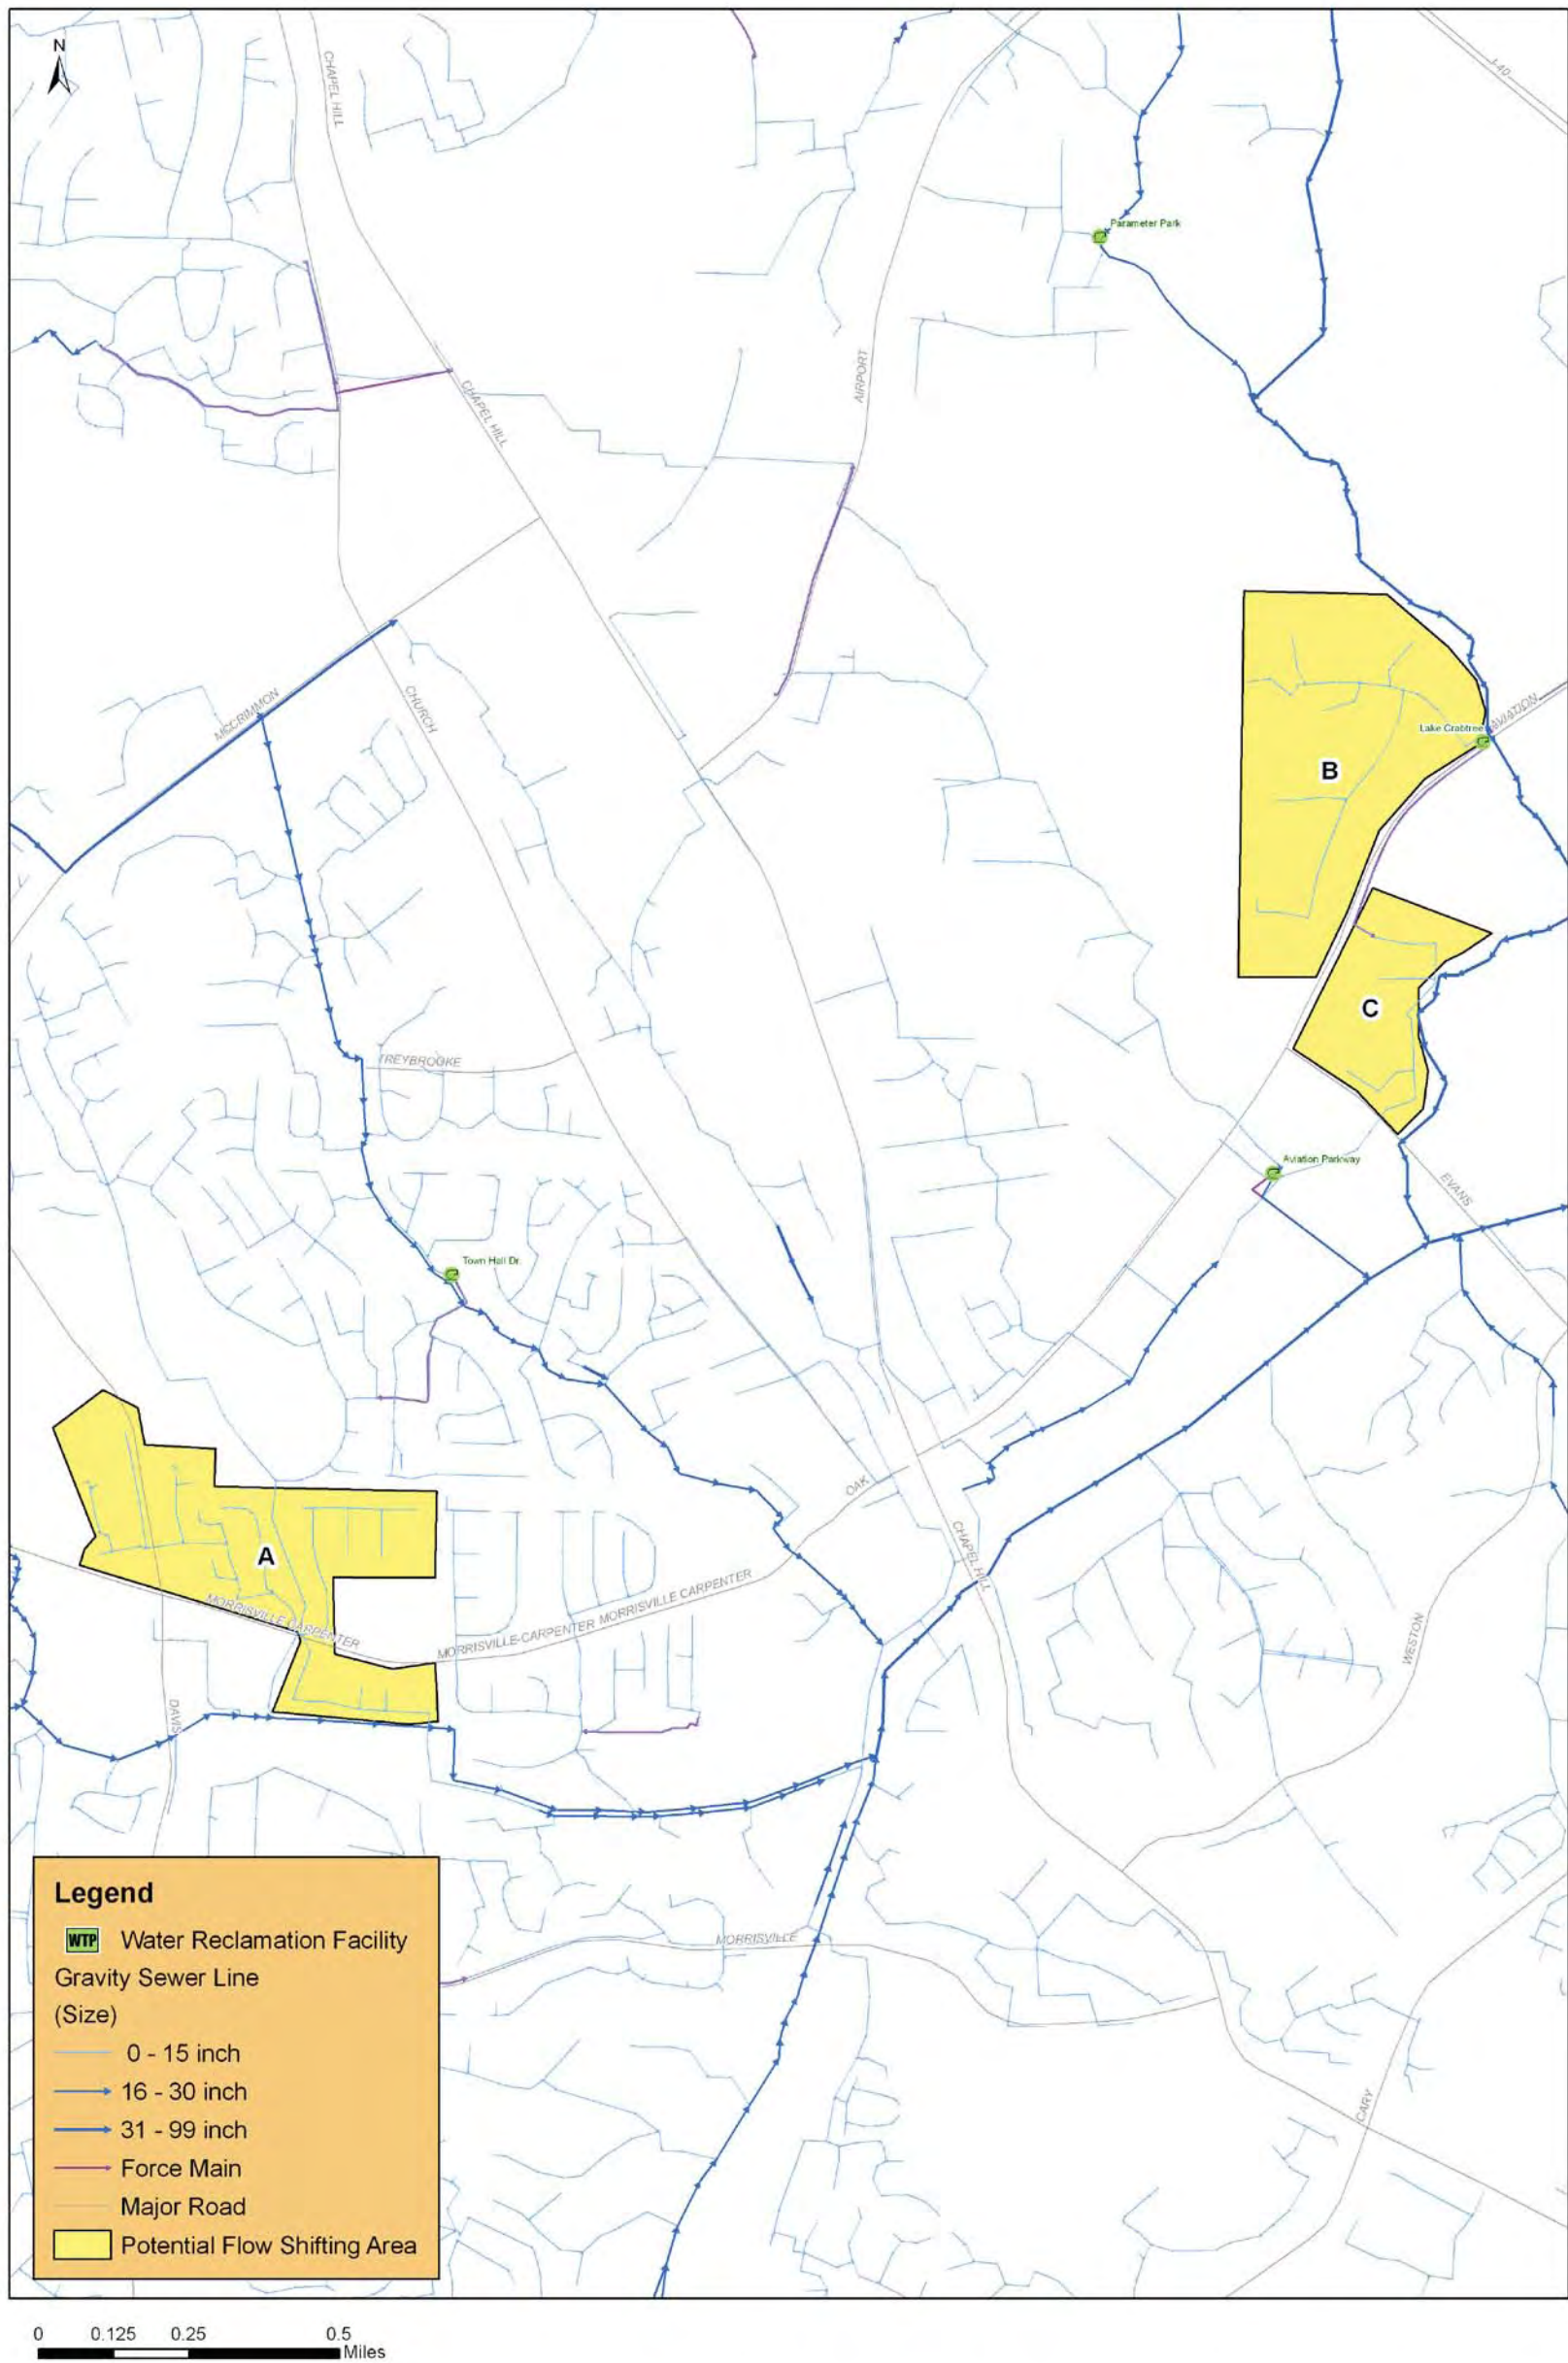 N
CHAPEL HILL
I-40
Parameter Park
AIRPORT
CHAPEL HILL
MCCRIMMON
CHURCH
AVIATION
Lake Crabtree
B
C
TREYBROOKE
Aviation Parkway
EVANS
Town Hall Dr.
OAK
CHAPEL HILL
A
MORRISVILLE CARPENTER
MORRISVILLE-CARPENTER
MORRISVILLE CARPENTER
WESTON
DAVIS
MORRISVILLE
CARY
Legend
WTP Water Reclamation Facility
Gravity Sewer Line
(Size)
0 - 15 inch
16 - 30 inch
31 - 99 inch
Force Main
Major Road
Potential Flow Shifting Area
0 0.125 0.25 0.5
Miles